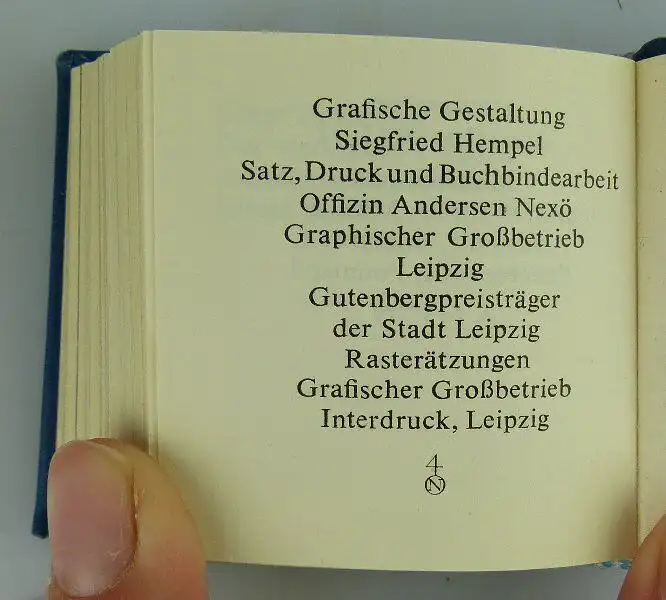 Grafische Gestaltung
Siegfried Hempel
Satz, Druck und Buchbindearbeit
Offizin Andersen Nexö
Graphischer Großbetrieb
Leipzig
Gutenbergpreisträger
der Stadt Leipzig
Rasterätzungen
Grafischer Großbetrieb
Interdruck, Leipzig
4
N